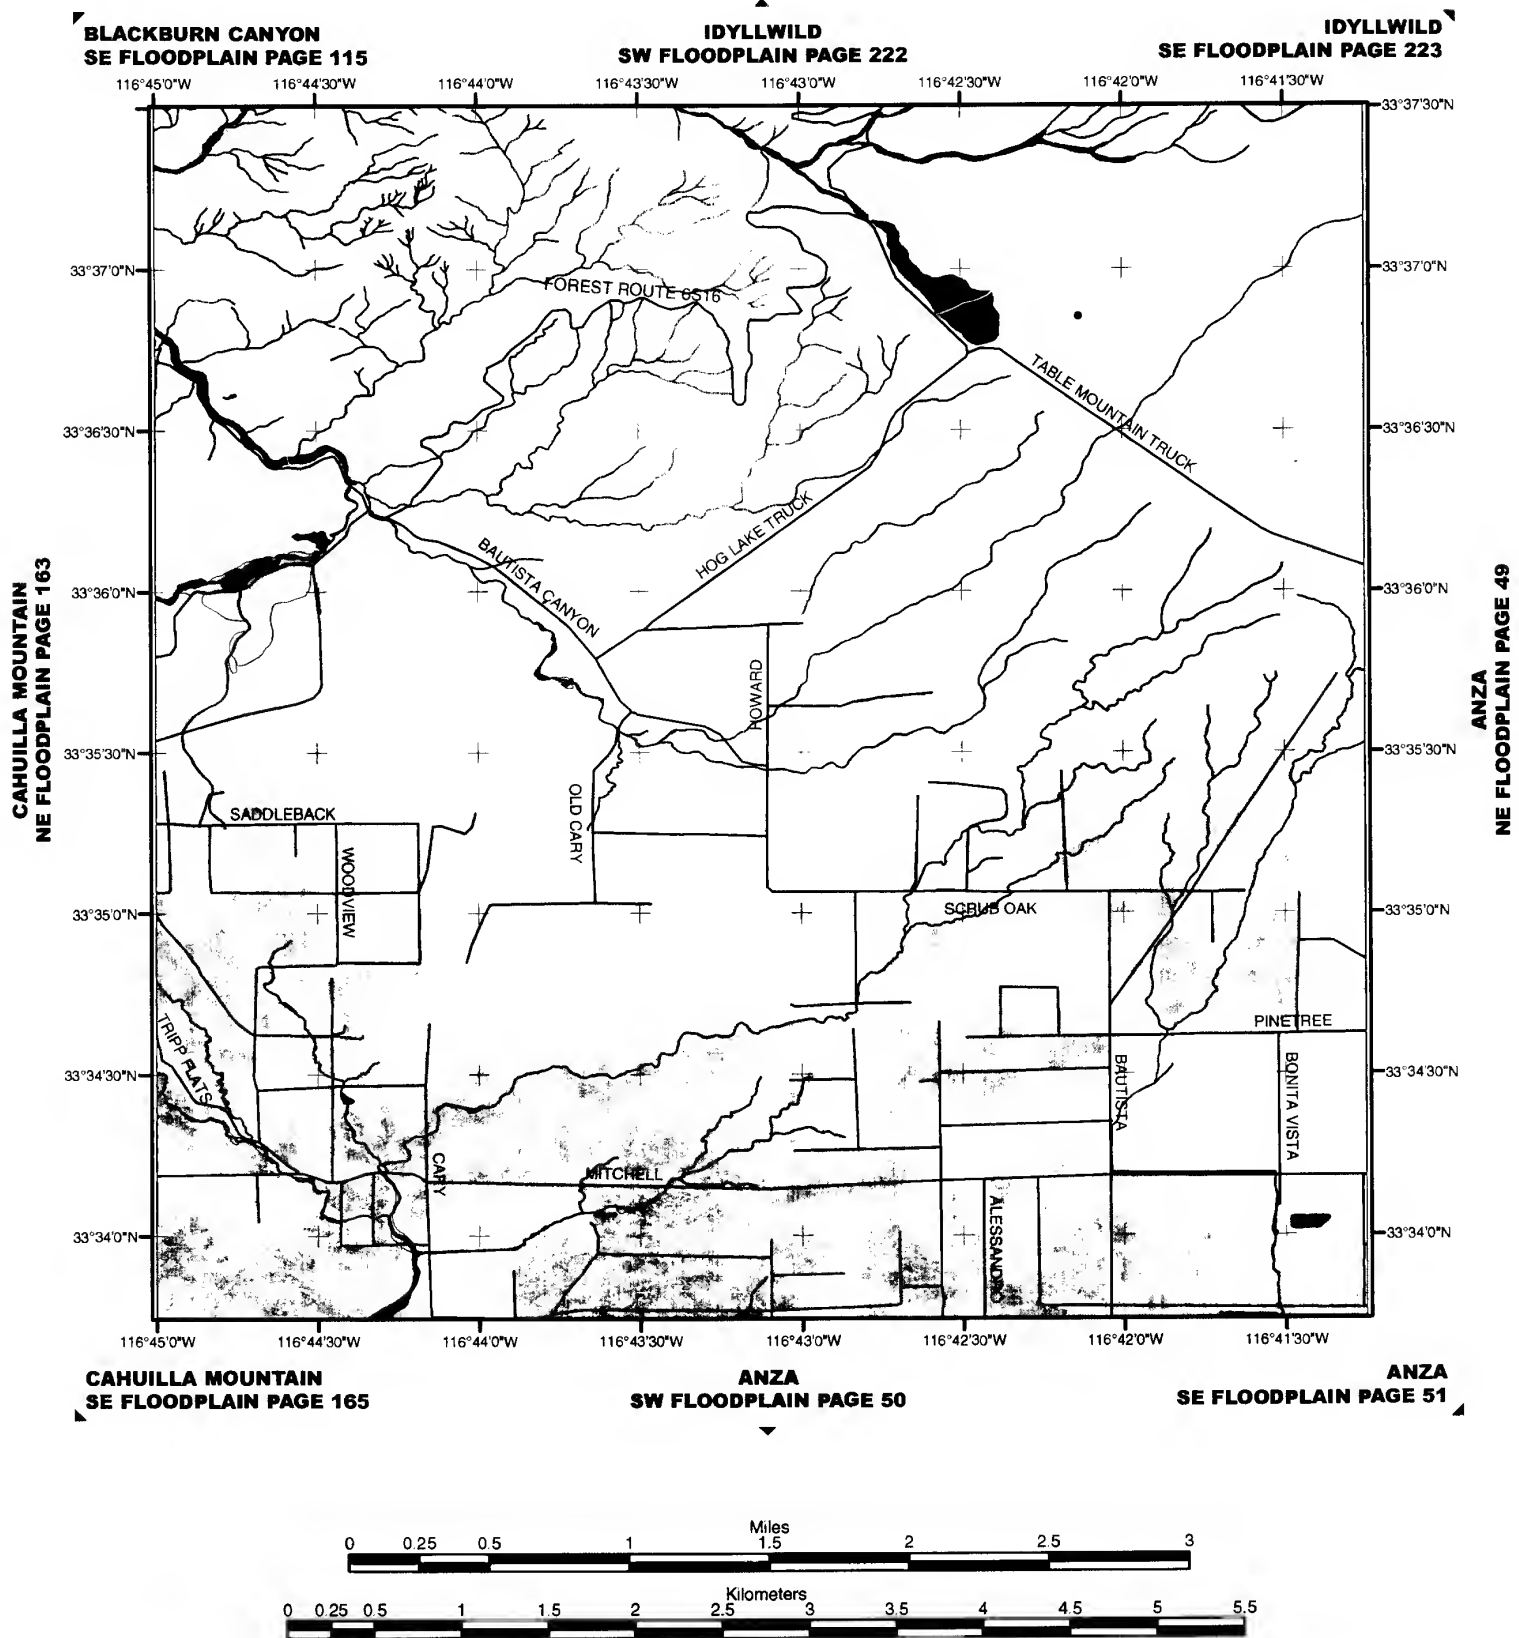 BLACKBURN CANYON
SE FLOODPLAIN PAGE 115
IDYLLWILD
SW FLOODPLAIN PAGE 222
IDYLLWILD
SE FLOODPLAIN PAGE 223
116°45'0"W 116°44'30"W 116°44'0"W 116°43'30"W 116°43'0"W 116°42'30"W 116°42'0"W 116°41'30"W
33°37'30"N
33°37'0"N
33°37'0"N
FOREST ROUTE 6S16
TABLE MOUNTAIN TRUCK
33°36'30"N
33°36'30"N
HOG LAKE TRUCK
BAUTISTA CANYON
33°36'0"N
33°36'0"N
CAHUILLA MOUNTAIN
NE FLOODPLAIN PAGE 163
ANZA
NE FLOODPLAIN PAGE 49
HOWARD
33°35'30"N
33°35'30"N
OLD CARY
SADDLEBACK
WOODVIEW
33°35'0"N
33°35'0"N
SCRUB OAK
PINETREE
TRIPP FLATS
33°34'30"N
33°34'30"N
BAUTISTA
BONITA VISTA
CARY
MITCHELL
ALESSANDRO
33°34'0"N
33°34'0"N
116°45'0"W 116°44'30"W 116°44'0"W 116°43'30"W 116°43'0"W 116°42'30"W 116°42'0"W 116°41'30"W
CAHUILLA MOUNTAIN
SE FLOODPLAIN PAGE 165
ANZA
SW FLOODPLAIN PAGE 50
ANZA
SE FLOODPLAIN PAGE 51
Miles
0 0.25 0.5 1 1.5 2 2.5 3
Kilometers
0 0.25 0.5 1 1.5 2 2.5 3 3.5 4 4.5 5 5.5